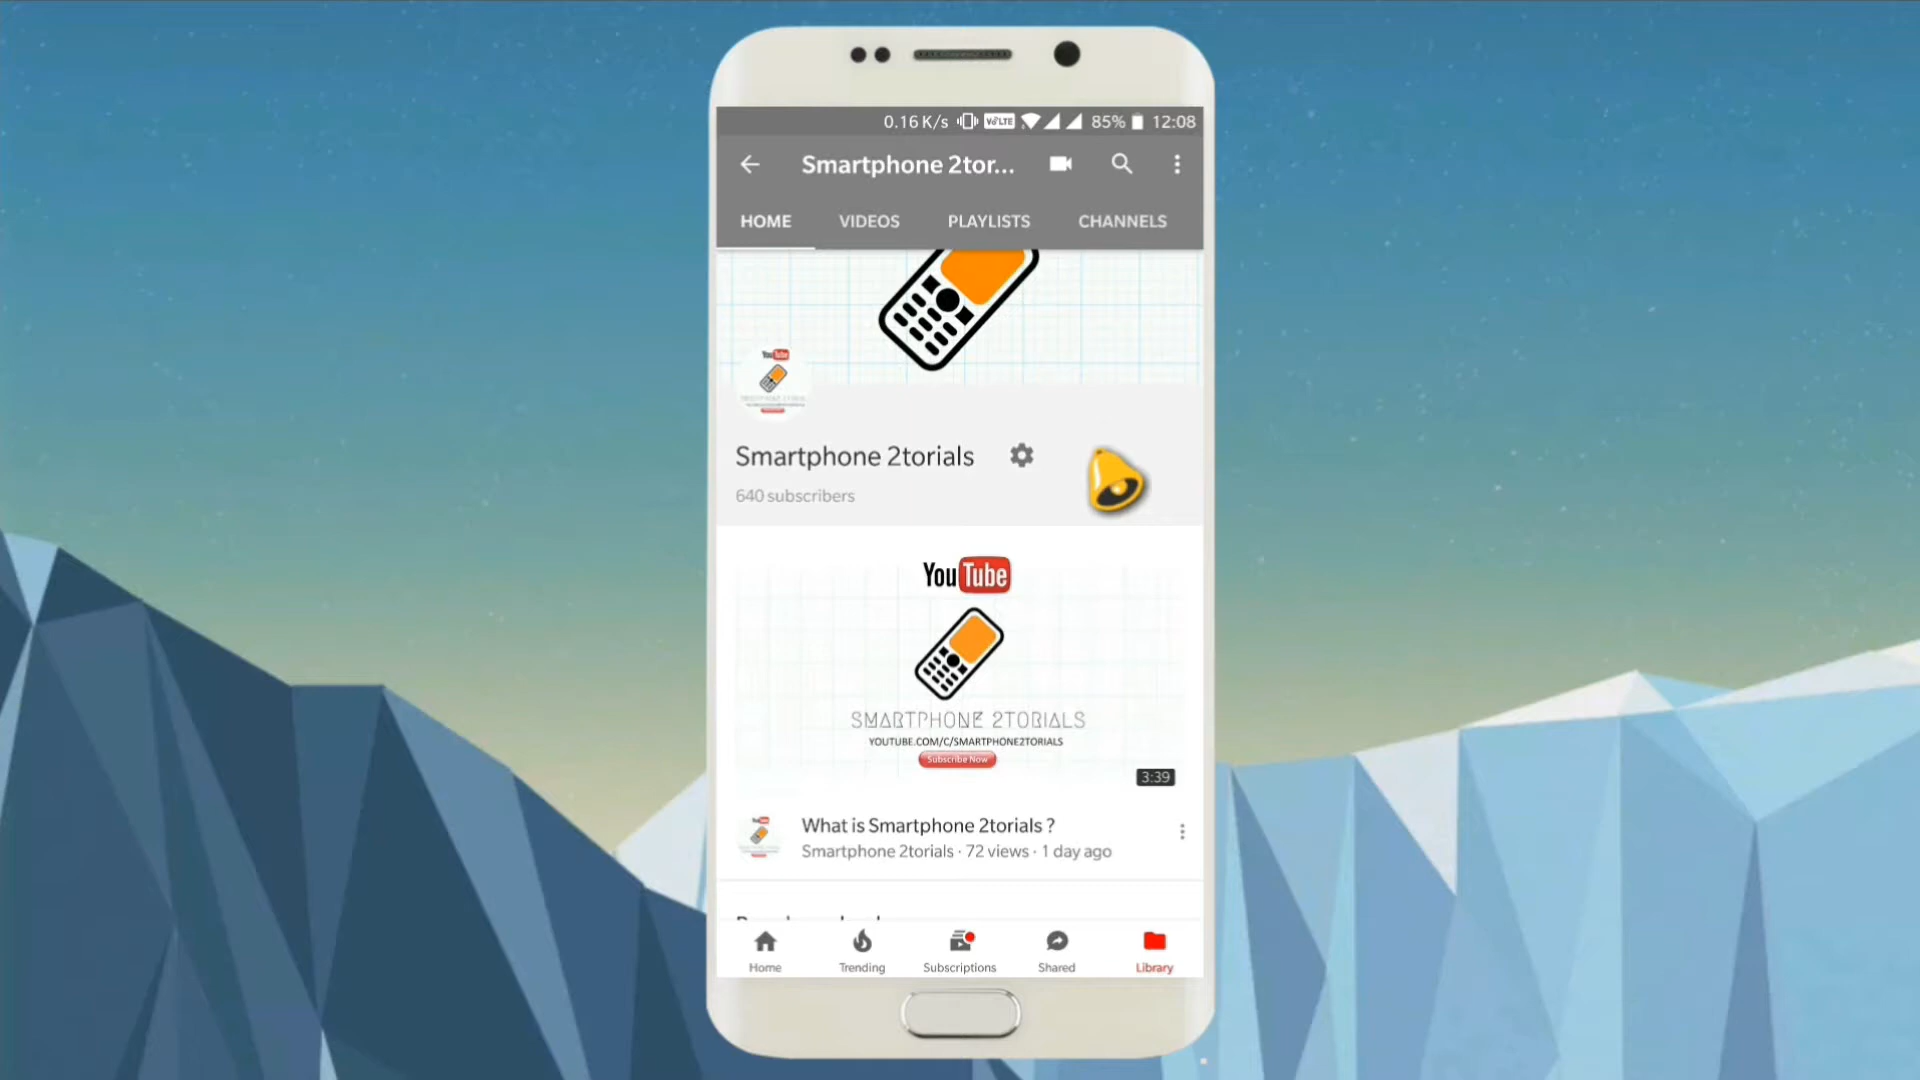 0.16 K/s VoLTE 85% 12:08
Smartphone 2tor...
HOME VIDEOS PLAYLISTS CHANNELS
YouTube
Smartphone 2torials
640 subscribers
YouTube
SMARTPHONE 2TORIALS
YOUTUBE.COM/C/SMARTPHONE2TORIALS
Subscribe Now
3:39
What is Smartphone 2torials ?
Smartphone 2torials · 72 views · 1 day ago
Home Trending Subscriptions Shared Library